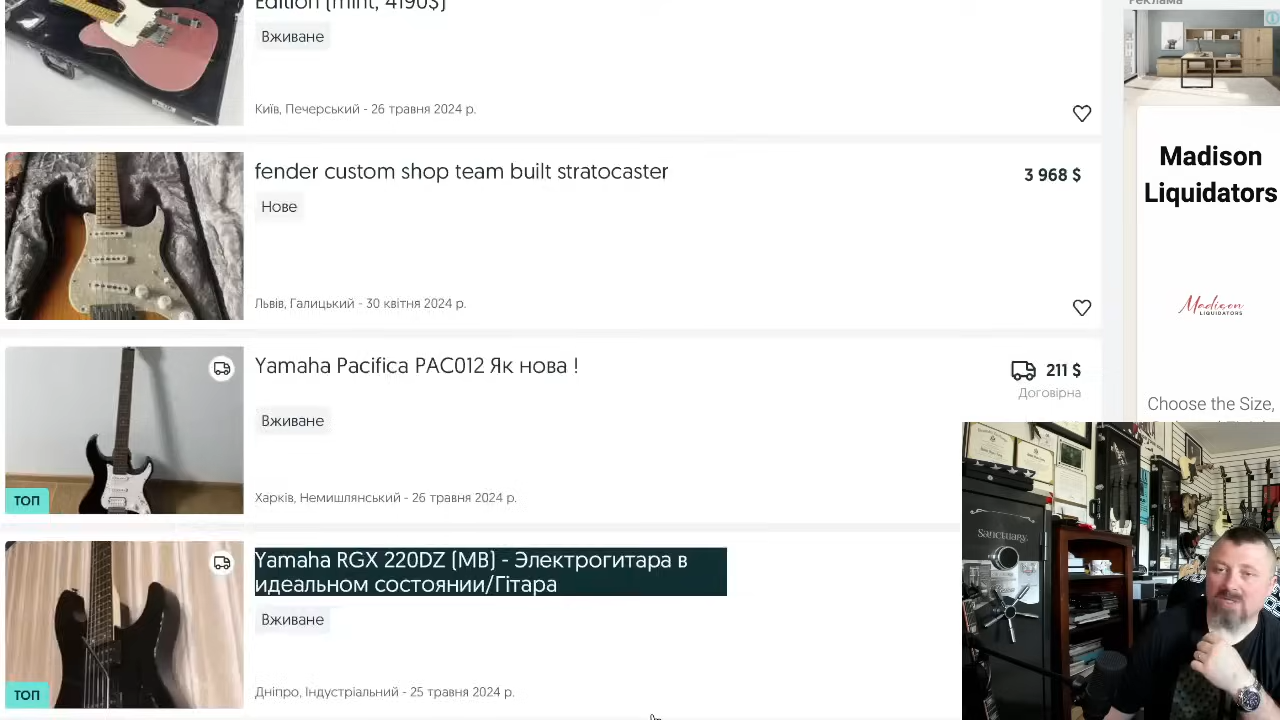 Edition (mint, 4190$)
Реклама
Вживане
Київ, Печерський - 26 травня 2024 р.
fender custom shop team built stratocaster
3 968 $
Нове
Львів, Галицький - 30 квітня 2024 р.
Madison
Liquidators
Madison
LIQUIDATORS
Choose the Size,
Yamaha Pacifica PAC012 Як нова !
211 $
Договірна
Вживане
ТОП
Харків, Немишлянський - 26 травня 2024 р.
Yamaha RGX 220DZ (MB) - Электрогитара в
идеальном состоянии/Гітара
Вживане
ТОП
Дніпро, Індустріальний - 25 травня 2024 р.
Sanctuary